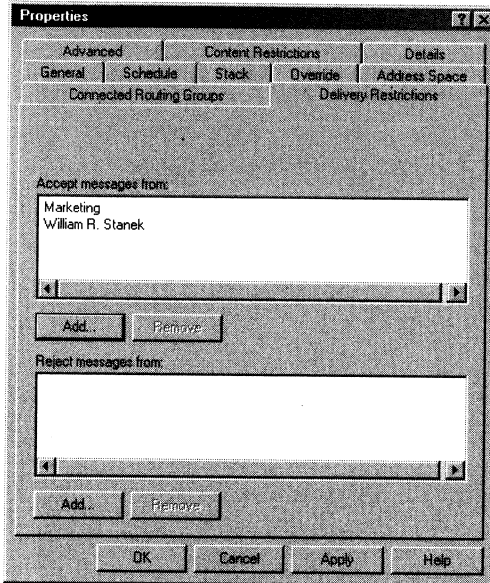 Properties
Advanced Content Restrictions Details
General Schedule Stack Override Address Space
Connected Routing Groups Delivery Restrictions
Accept messages from:
Marketing
William R. Stanek
Add... Remove
Reject messages from:
Add... Remove
OK Cancel Apply Help